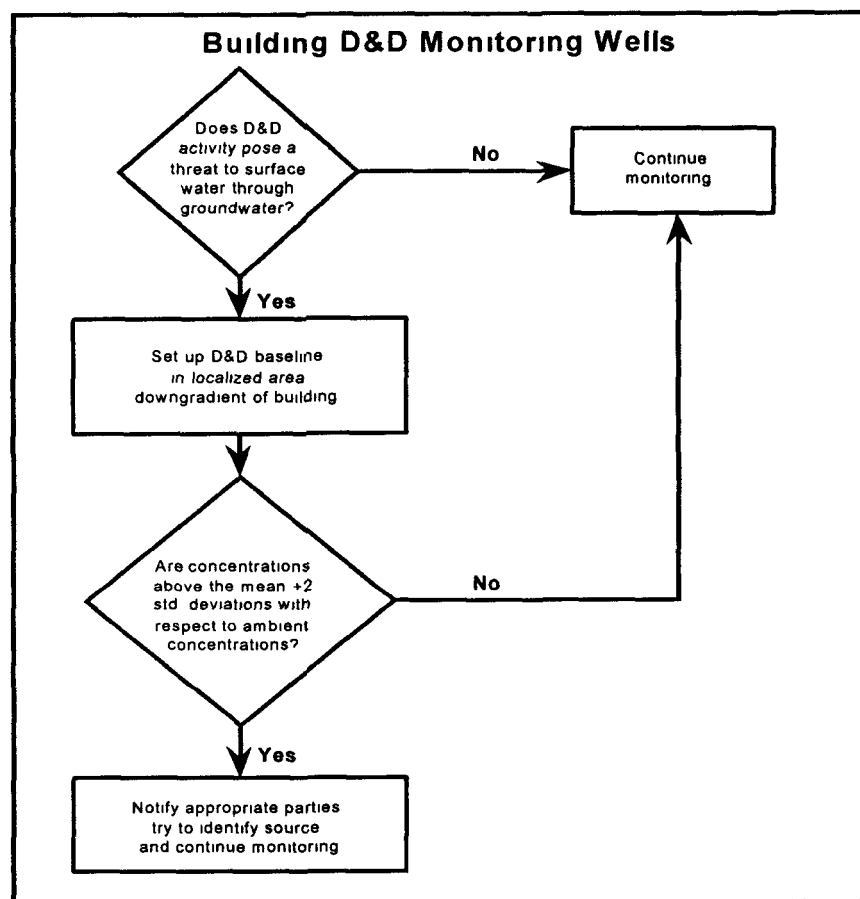 Building D&D Monitoring Wells
Does D&D
activity pose a
threat to surface
water through
groundwater?
No
Continue
monitoring
Yes
Set up D&D baseline
in localized area
downgradient of building
Are concentrations
above the mean +2
std deviations with
respect to ambient
concentrations?
No
Yes
Notify appropriate parties
try to identify source
and continue monitoring